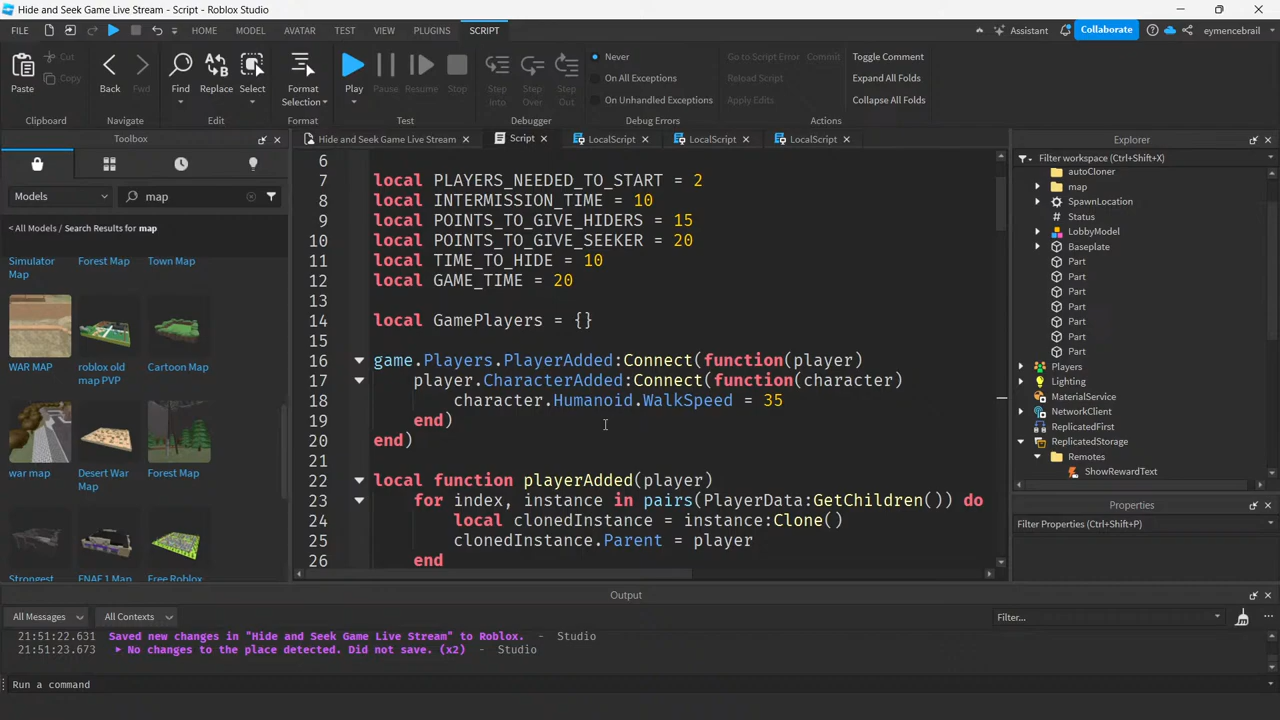 Hide and Seek Game Live Stream - Script - Roblox Studio
FILE HOME MODEL AVATAR TEST VIEW PLUGINS SCRIPT Assistant Collaborate eymencebrail
Paste Cut Copy Back Fwd Find Replace Select Format Selection Play Pause Resume Stop Step Into Step Over Step Out Never On All Exceptions On Unhandled Exceptions Go to Script Error Commit Reload Script Apply Edits Toggle Comment Expand All Folds Collapse All Folds
Clipboard Navigate Edit Format Test Debugger Debug Errors Actions
Toolbox
Models map
< All Models / Search Results for map
Simulator Map Forest Map Town Map
WAR MAP roblox old map PVP Cartoon Map
war map Desert War Map Forest Map
Strongest FNAF 1 Map Free Roblox
Hide and Seek Game Live Stream Script LocalScript LocalScript LocalScript
6
7 local PLAYERS_NEEDED_TO_START = 2
8 local INTERMISSION_TIME = 10
9 local POINTS_TO_GIVE_HIDERS = 15
10 local POINTS_TO_GIVE_SEEKER = 20
11 local TIME_TO_HIDE = 10
12 local GAME_TIME = 20
13
14 local GamePlayers = {}
15
16 game.Players.PlayerAdded:Connect(function(player)
17 player.CharacterAdded:Connect(function(character)
18 character.Humanoid.WalkSpeed = 35
19 end)
20 end)
21
22 local function playerAdded(player)
23 for index, instance in pairs(PlayerData:GetChildren()) do
24 local clonedInstance = instance:Clone()
25 clonedInstance.Parent = player
26 end
Explorer
Filter workspace (Ctrl+Shift+X)
autoCloner
map
SpawnLocation
Status
LobbyModel
Baseplate
Part
Part
Part
Part
Part
Part
Part
Players
Lighting
MaterialService
NetworkClient
ReplicatedFirst
ReplicatedStorage
Remotes
ShowRewardText
Properties
Filter Properties (Ctrl+Shift+P)
Output
All Messages All Contexts Filter...
21:51:22.631 Saved new changes in "Hide and Seek Game Live Stream" to Roblox. - Studio
21:51:23.673 No changes to the place detected. Did not save. (x2) - Studio
Run a command